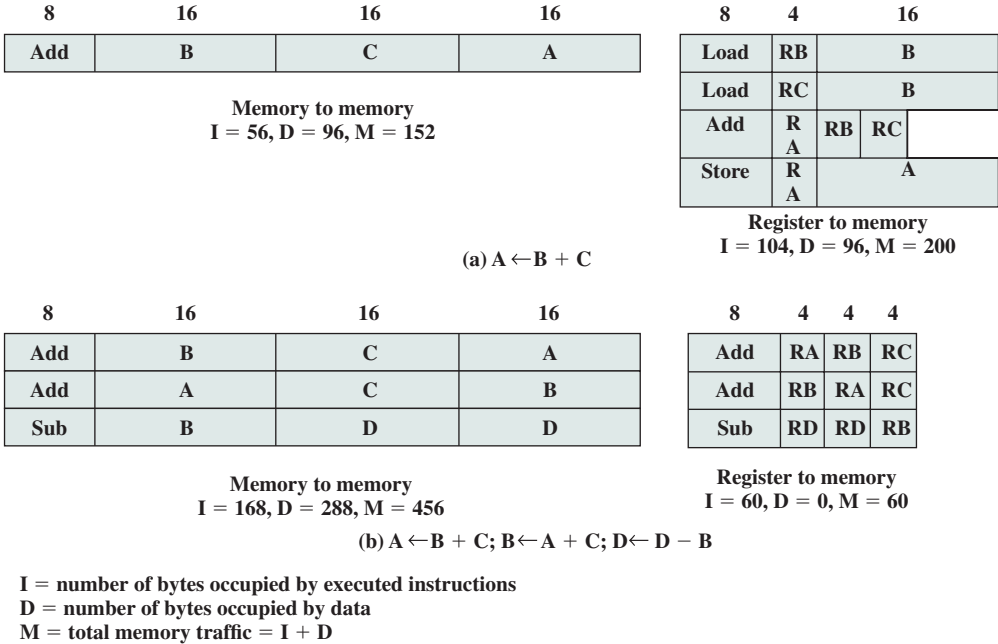 8 16 16 16
Add B C A
Memory to memory
I = 56, D = 96, M = 152
8 4 16
Load RB B
Load RC B
Add R A RB RC
Store R A A
Register to memory
I = 104, D = 96, M = 200
(a) A ← B + C
8 16 16 16
Add B C A
Add A C B
Sub B D D
Memory to memory
I = 168, D = 288, M = 456
8 4 4 4
Add RA RB RC
Add RB RA RC
Sub RD RD RB
Register to memory
I = 60, D = 0, M = 60
(b) A ← B + C; B ← A + C; D ← D − B
I = number of bytes occupied by executed instructions
D = number of bytes occupied by data
M = total memory traffic = I + D